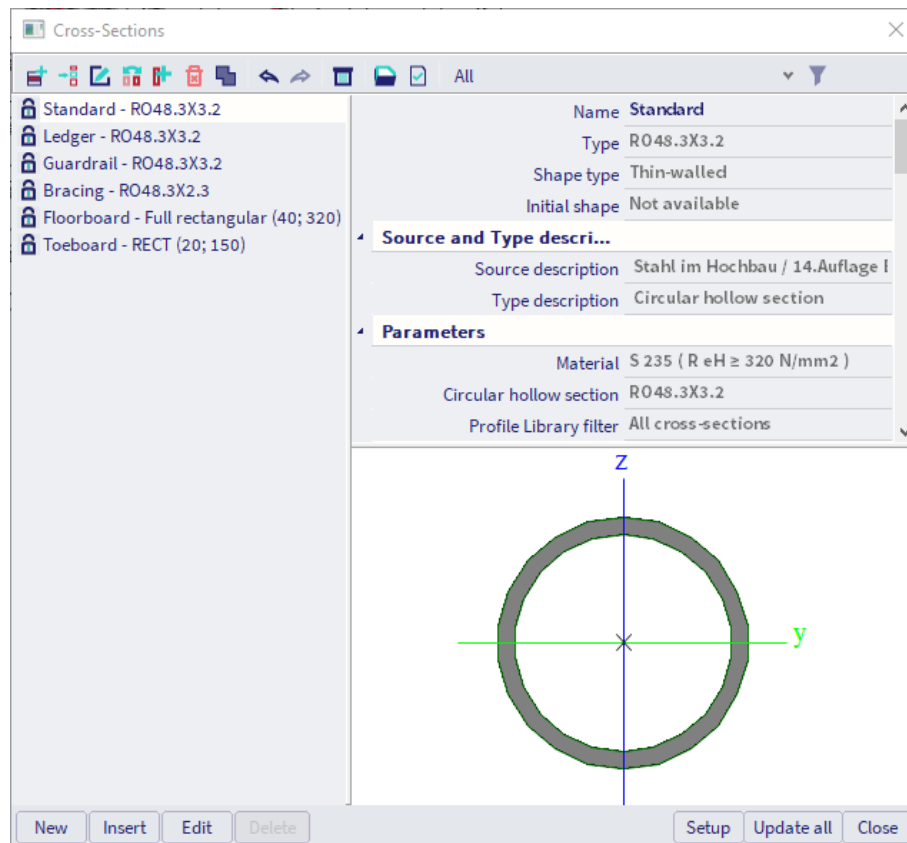 Cross-Sections
All
Standard - RO48.3X3.2
Ledger - RO48.3X3.2
Guardrail - RO48.3X3.2
Bracing - RO48.3X2.3
Floorboard - Full rectangular (40; 320)
Toeboard - RECT (20; 150)
Name Standard
Type RO48.3X3.2
Shape type Thin-walled
Initial shape Not available
Source and Type descri...
Source description Stahl im Hochbau / 14.Auflage
Type description Circular hollow section
Parameters
Material S 235 ( R eH ≥ 320 N/mm2 )
Circular hollow section RO48.3X3.2
Profile Library filter All cross-sections
z
y
New Insert Edit Delete Setup Update all Close